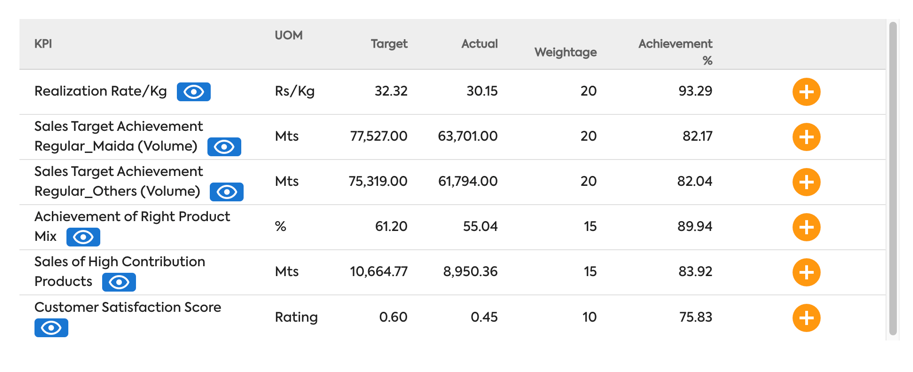 KPI UOM Target Actual Weightage Achievement
%
Realization Rate/Kg Rs/Kg 32.32 30.15 20 93.29
Sales Target Achievement
Regular_Maida (Volume) Mts 77,527.00 63,701.00 20 82.17
Sales Target Achievement
Regular_Others (Volume) Mts 75,319.00 61,794.00 20 82.04
Achievement of Right Product
Mix % 61.20 55.04 15 89.94
Sales of High Contribution
Products Mts 10,664.77 8,950.36 15 83.92
Customer Satisfaction Score Rating 0.60 0.45 10 75.83